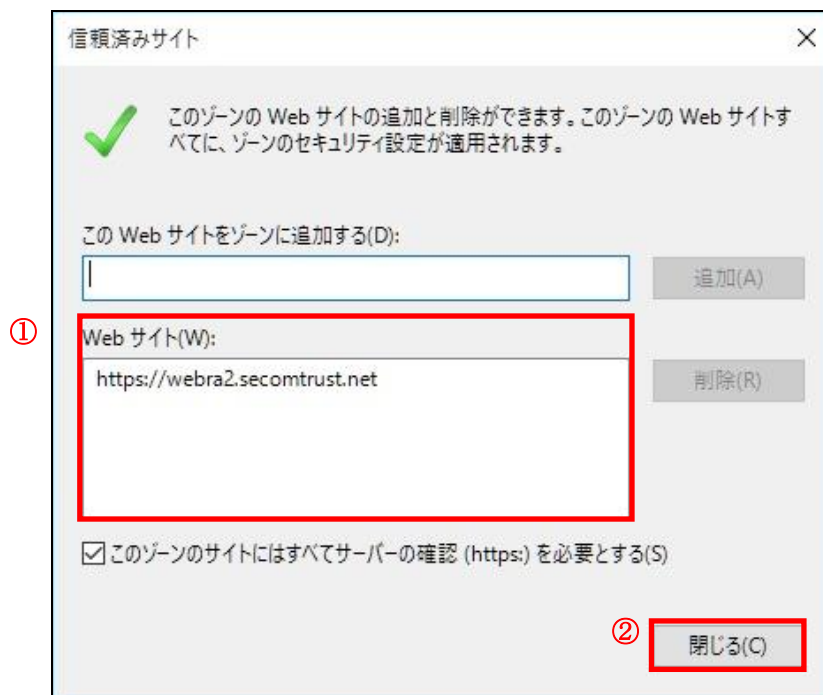 信頼済みサイト
このゾーンの Web サイトの追加と削除ができます。このゾーンの Web サイトす
べてに、ゾーンのセキュリティ設定が適用されます。
この Web サイトをゾーンに追加する(D):
追加(A)
①
Web サイト(W):
https://webra2.secomtrust.net
削除(R)
このゾーンのサイトにはすべてサーバーの確認 (https:) を必要とする(S)
②
閉じる(C)